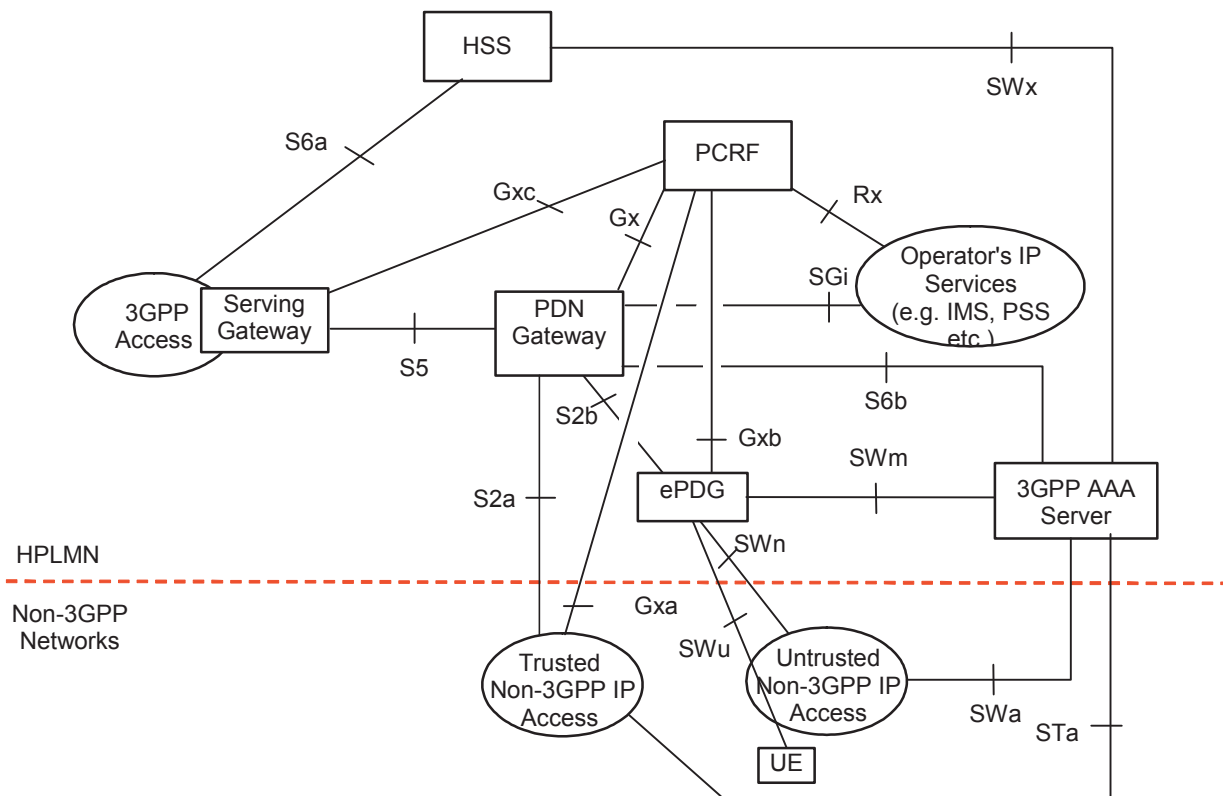 HSS
SWx
S6a
PCRF
Gxc
Gx
Rx
Operator's IP
Services
(e.g. IMS, PSS
etc.)
SGi
3GPP
Access
Serving
Gateway
PDN
Gateway
S5
S6b
S2b
Gxb
SWm
S2a
ePDG
3GPP AAA
Server
SWn
HPLMN
Non-3GPP
Networks
Gxa
SWu
Trusted
Non-3GPP IP
Access
Untrusted
Non-3GPP IP
Access
SWa
STa
UE